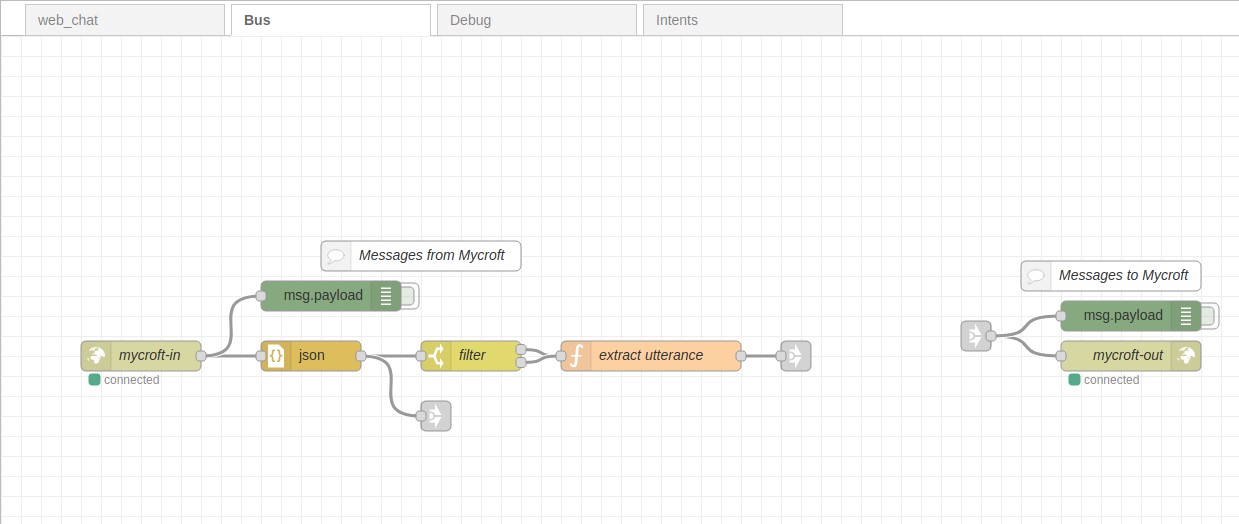 web_chat
Bus
Debug
Intents
Messages from Mycroft
msg.payload
mycroft-in
json
filter
extract utterance
connected
Messages to Mycroft
msg.payload
mycroft-out
connected